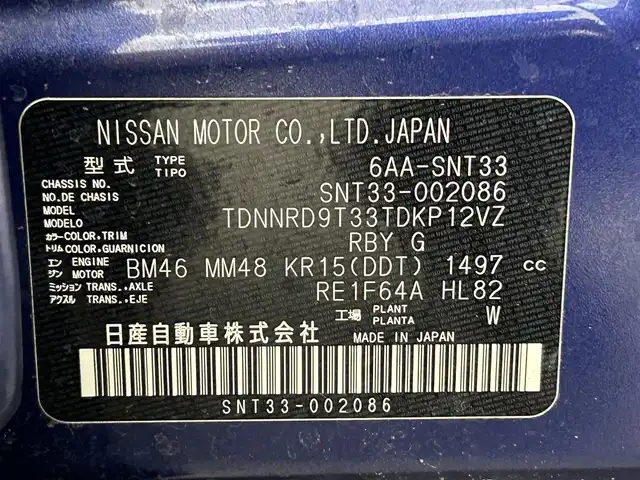 NISSAN MOTOR CO.,LTD.JAPAN
型式 TYPE TIPO 6AA-SNT33
CHASSIS NO. NO.DE CHASIS SNT33-002086
MODEL MODELO TDNNRD9T33TDKP12VZ
カラー COLOR,TRIM トリム COLOR,GUARNICION RBY G
エンジン ENGINE MOTOR BM46 MM48 KR15(DDT) 1497 cc
ミッション TRANS.,AXLE アクスル TRANS.,EJE RE1F64A HL82
工場 PLANT PLANTA W
日産自動車株式会社 MADE IN JAPAN
SNT33-002086